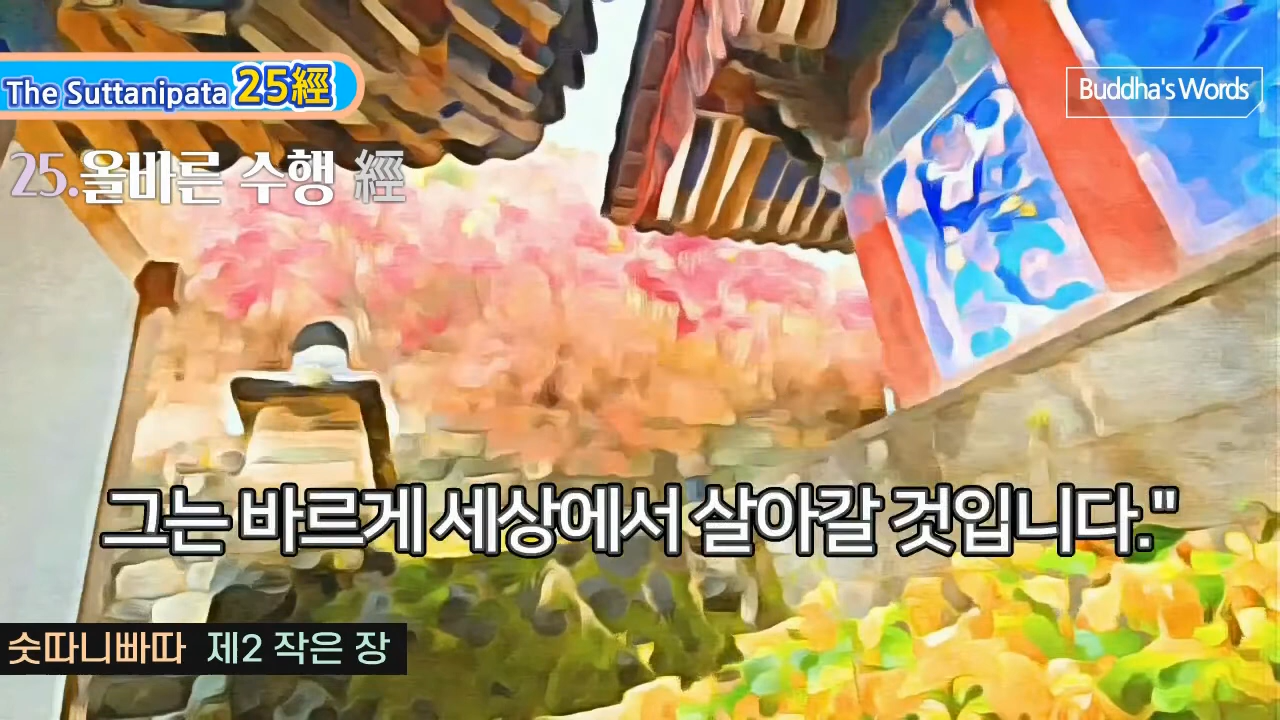 The Suttanipata 25經
Buddha's Words
25.올바른 수행 經
그는 바르게 세상에서 살아갈 것입니다."
숫따니빠따 제2 작은 장